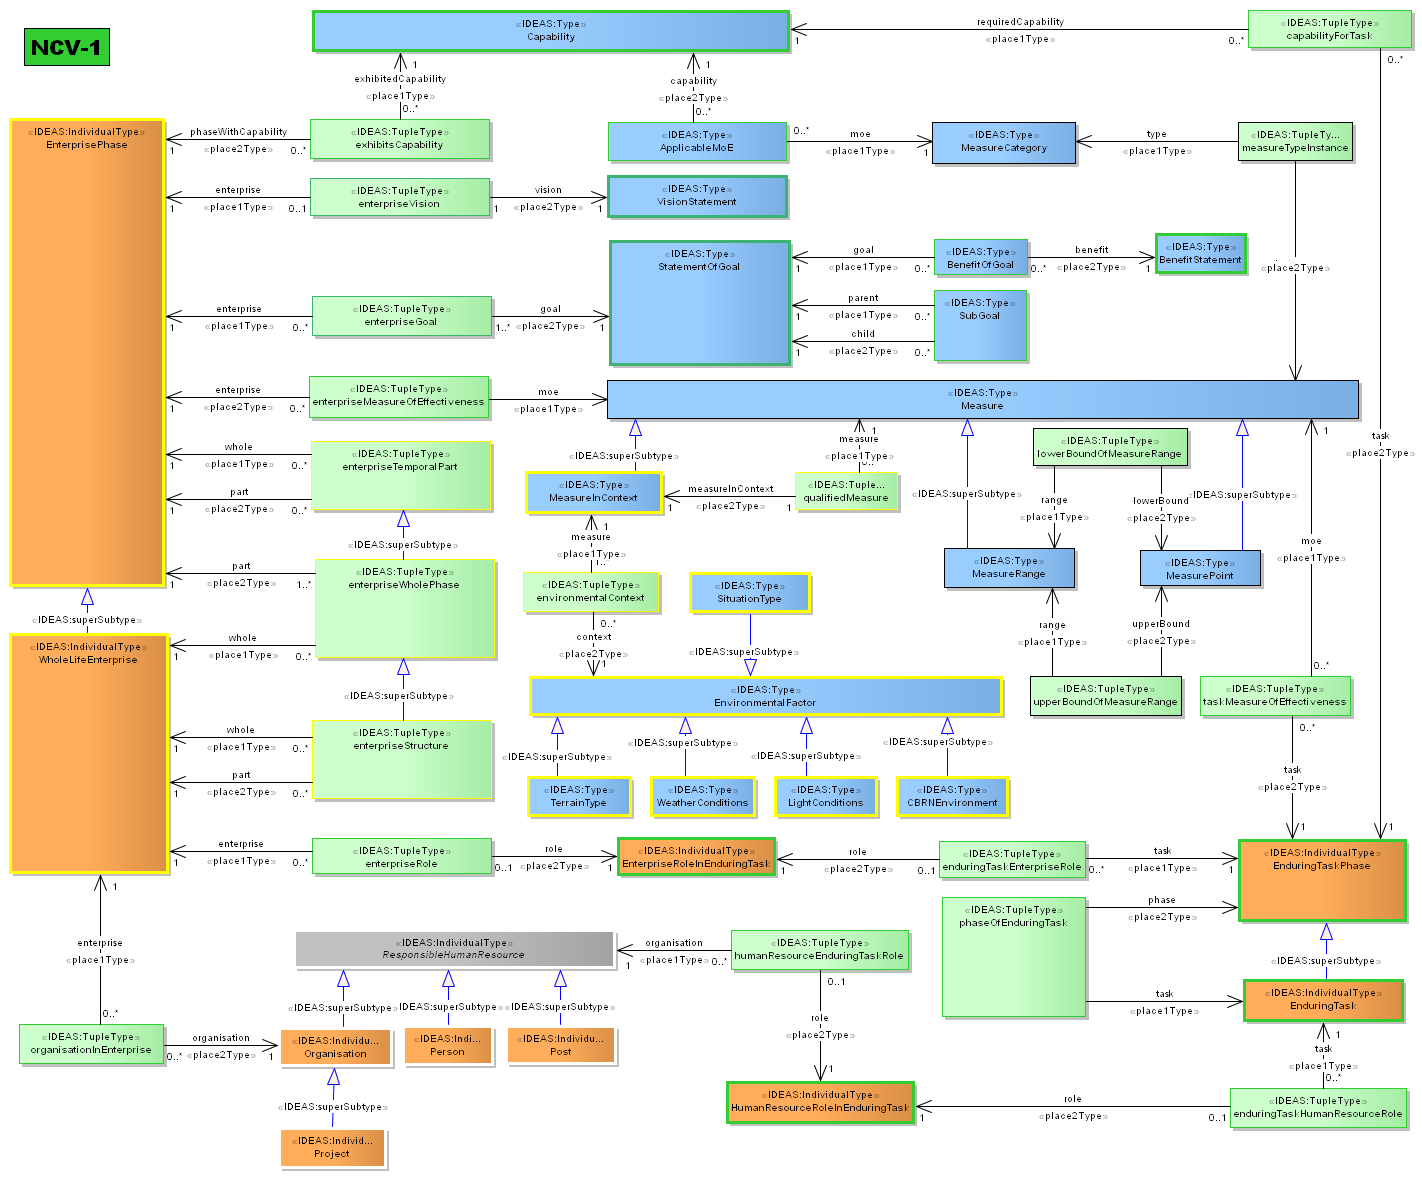 NCV-1
«IDEAS:Type»
Capability
requiredCapability
«place1Type»
1
0..*
«IDEAS:TupleType»
capabilityForTask
0..*
1
exhibitedCapability
«place1Type»
0..*
1
capability
«place2Type»
0..*
«IDEAS:IndividualType»
EnterprisePhase
phaseWithCapability
«place2Type»
1
0..*
«IDEAS:TupleType»
exhibitsCapability
«IDEAS:Type»
ApplicableMoE
0..*
moe
«place1Type»
1
«IDEAS:Type»
MeasureCategory
type
«place1Type»
«IDEAS:TupleTy...
measureTypeInstance
enterprise
«place1Type»
1
0..1
«IDEAS:TupleType»
enterpriseVision
vision
«place2Type»
1
1
«IDEAS:Type»
VisionStatement
«IDEAS:Type»
StatementOfGoal
goal
«place1Type»
1
0..*
«IDEAS:Type»
BenefitOfGoal
benefit
«place2Type»
0..*
1
«IDEAS:Type»
BenefitStatement
«place2Type»
enterprise
«place1Type»
1
0..*
«IDEAS:TupleType»
enterpriseGoal
goal
«place2Type»
1..*
1
parent
«place1Type»
1
0..*
«IDEAS:Type»
SubGoal
child
«place2Type»
1
0..*
enterprise
«place2Type»
1
0..*
«IDEAS:TupleType»
enterpriseMeasureOfEffectiveness
moe
«place1Type»
1
«IDEAS:Type»
Measure
whole
«place1Type»
1
0..*
«IDEAS:TupleType»
enterpriseTemporalPart
part
«place2Type»
1
0..*
«IDEAS:superSubtype»
measure
«place1Type»
1
0..
«IDEAS:TupleType»
lowerBoundOfMeasureRange
1
task
«place2Type»
«IDEAS:Type»
MeasureInContext
measureInContext
«place2Type»
1
1
«IDEAS:Tuple...
qualifiedMeasure
«IDEAS:superSubtype»
range
«place1Type»
lowerBound
«place2Type»
«IDEAS:superSubtype»
«IDEAS:superSubtype»
1
measure
«place1Type»
1..
moe
«place1Type»
part
«place2Type»
1
1..*
«IDEAS:TupleType»
enterpriseWholePhase
«IDEAS:TupleType»
environmentalContext
«IDEAS:Type»
SituationType
«IDEAS:Type»
MeasureRange
«IDEAS:Type»
MeasurePoint
«IDEAS:superSubtype»
«IDEAS:IndividualType»
WholeLifeEnterprise
whole
«place1Type»
1
0..*
0..*
context
«place2Type»
1
«IDEAS:superSubtype»
range
«place1Type»
upperBound
«place2Type»
0..*
«IDEAS:superSubtype»
«IDEAS:Type»
EnvironmentalFactor
«IDEAS:TupleType»
upperBoundOfMeasureRange
«IDEAS:TupleType»
taskMeasureOfEffectiveness
0..*
whole
«place1Type»
1
0..*
«IDEAS:TupleType»
enterpriseStructure
part
«place2Type»
1
0..*
«IDEAS:superSubtype»
«IDEAS:superSubtype»
«IDEAS:superSubtype»
«IDEAS:superSubtype»
«IDEAS:Type»
TerrainType
«IDEAS:Type»
WeatherConditions
«IDEAS:Type»
LightConditions
«IDEAS:Type»
CBRNEnvironment
task
«place2Type»
1
1
enterprise
«place1Type»
1
0..*
«IDEAS:TupleType»
enterpriseRole
role
«place2Type»
0..1
1
«IDEAS:IndividualType»
EnterpriseRoleInEnduringTask
role
«place2Type»
1
0..1
«IDEAS:TupleType»
enduringTaskEnterpriseRole
task
«place1Type»
0..*
1
«IDEAS:IndividualType»
EnduringTaskPhase
1
enterprise
«place1Type»
0..*
«IDEAS:IndividualType»
ResponsibleHumanResource
organisation
«place1Type»
1
0..*
«IDEAS:TupleType»
humanResourceEnduringTaskRole
«IDEAS:TupleType»
phaseOfEnduringTask
phase
«place2Type»
«IDEAS:superSubtype»
task
«place1Type»
«IDEAS:IndividualType»
EnduringTask
«IDEAS:superSubtype»
«IDEAS:superSubtype»
«IDEAS:superSubtype»
0..1
role
«place2Type»
1
«IDEAS:TupleType»
organisationInEnterprise
organisation
«place2Type»
0..*
1
«IDEAS:Individu...
Organisation
«IDEAS:Indi...
Person
«IDEAS:Individu...
Post
1
task
«place1Type»
0..*
«IDEAS:superSubtype»
«IDEAS:Individ...
Project
«IDEAS:IndividualType»
HumanResourceRoleInEnduringTask
role
«place2Type»
1
0..1
«IDEAS:TupleType»
enduringTaskHumanResourceRole